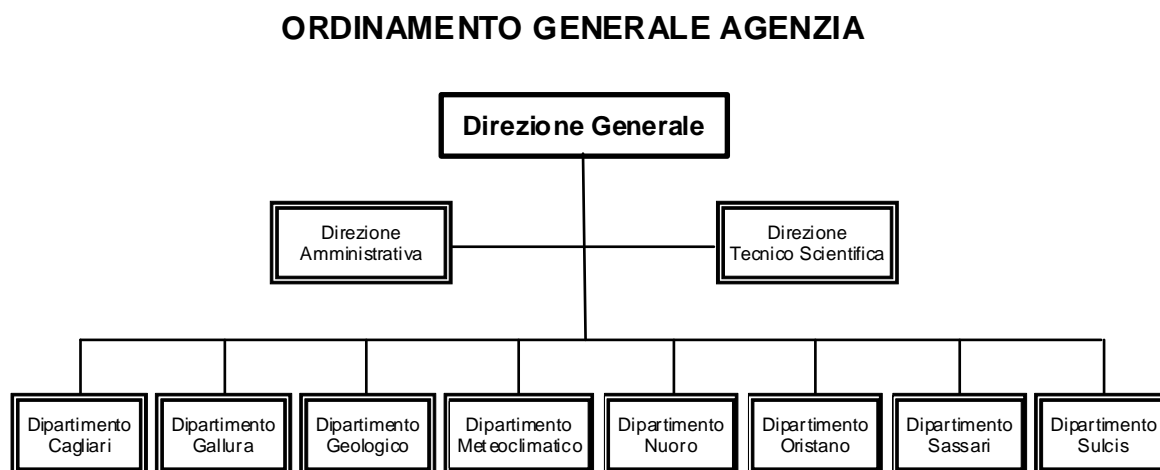 ORDINAMENTO GENERALE AGENZIA
Direzione Generale
Direzione
Amministrativa
Direzione
Tecnico Scientifica
Dipartimento
Cagliari
Dipartimento
Gallura
Dipartimento
Geologico
Dipartimento
Meteoclimatico
Dipartimento
Nuoro
Dipartimento
Oristano
Dipartimento
Sassari
Dipartimento
Sulcis